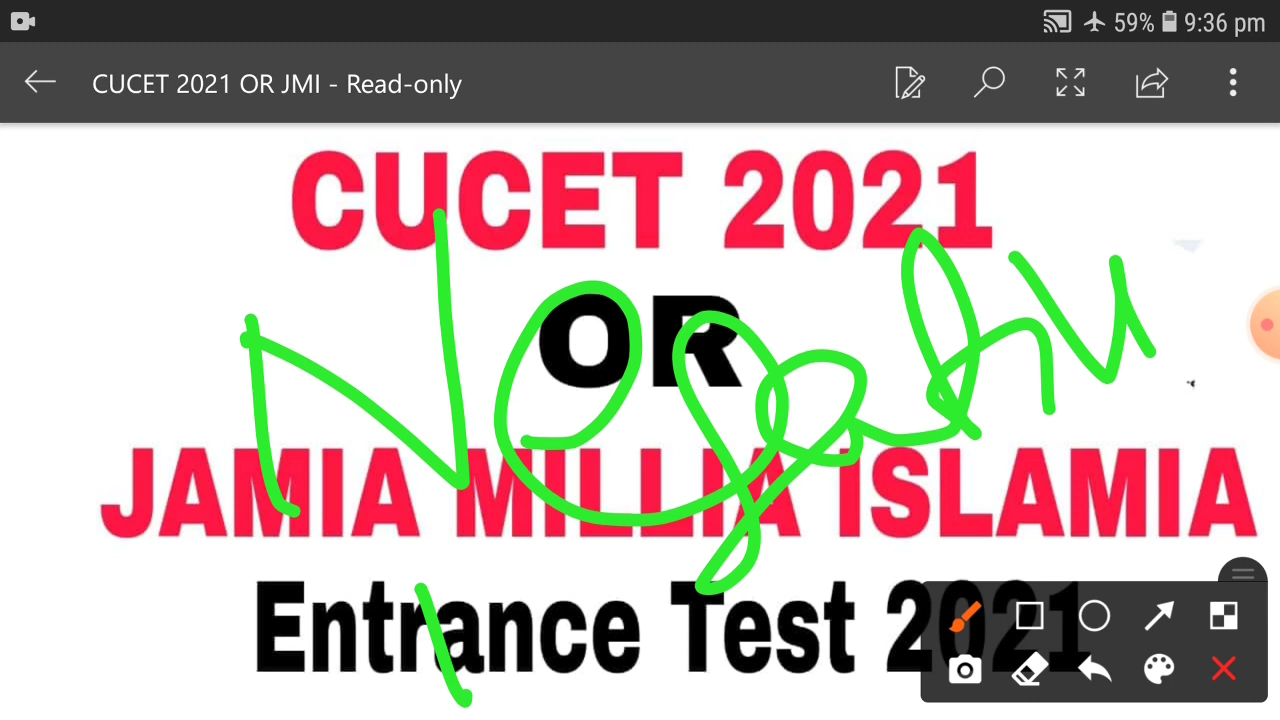 59% 9:36 pm
CUCET 2021 OR JMI - Read-only
CUCET 2021
OR
JAMIA MILLIA ISLAMIA
Entrance Test 2021